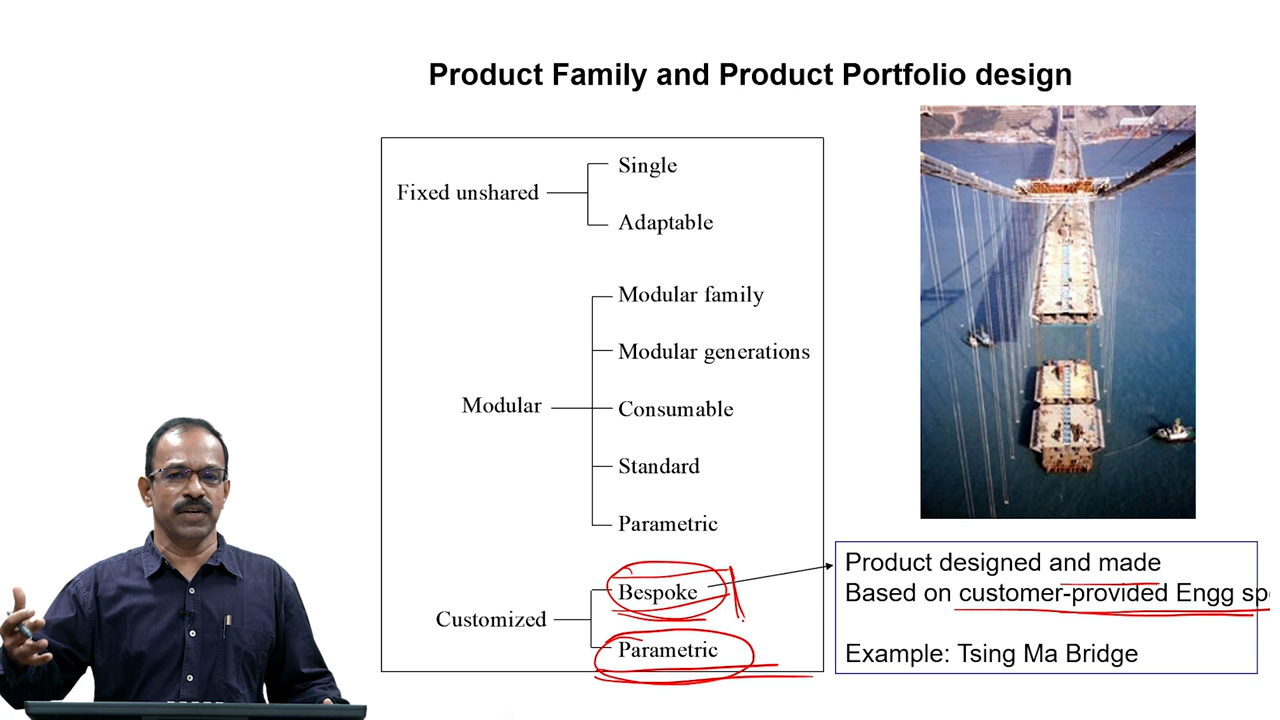 Product Family and Product Portfolio design
Fixed unshared
Single
Adaptable
Modular
Modular family
Modular generations
Consumable
Standard
Parametric
Customized
Bespoke
Parametric
Product designed and made
Based on customer-provided Engg sp
Example: Tsing Ma Bridge